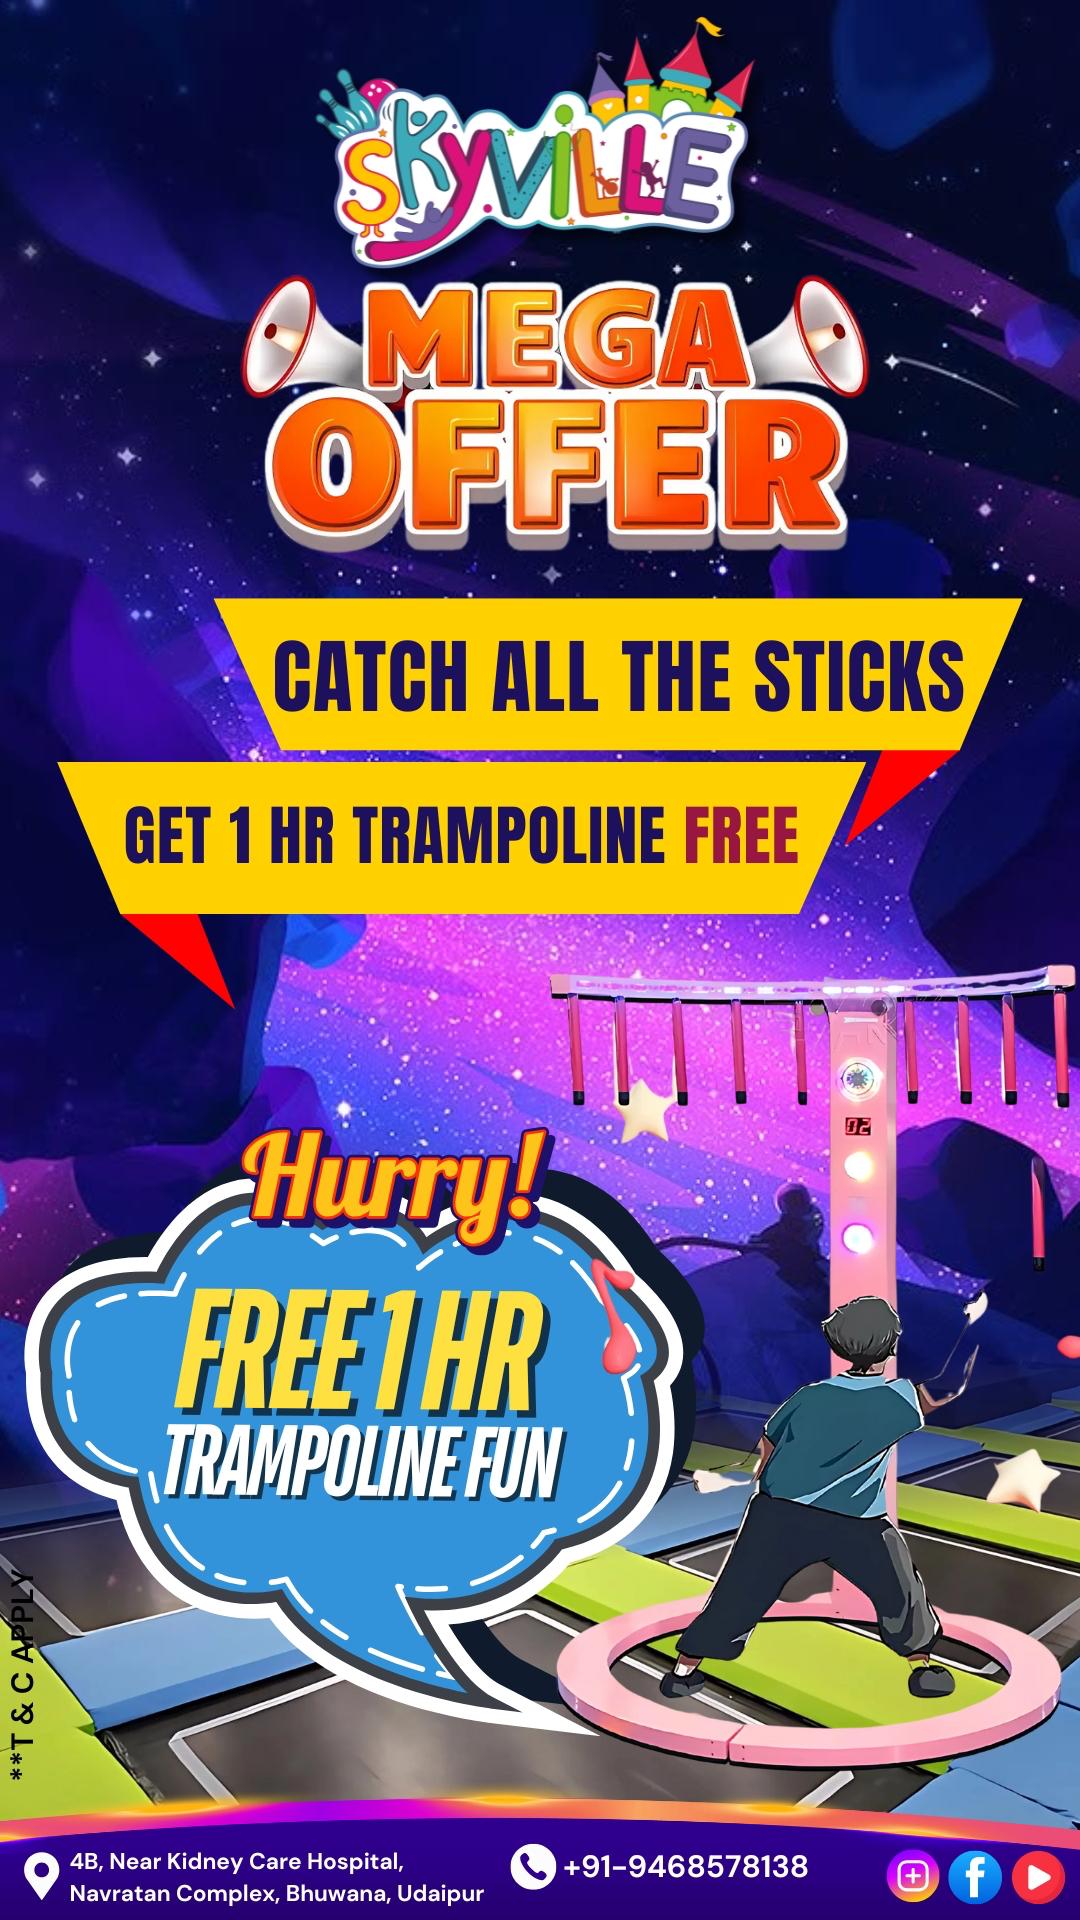 SKYVILLE
MEGA
OFFER
CATCH ALL THE STICKS
GET 1 HR TRAMPOLINE FREE
02
Hurry!
FREE 1 HR
TRAMPOLINE FUN
**T & C APPLY
4B, Near Kidney Care Hospital,
Navratan Complex, Bhuwana, Udaipur
+91-9468578138